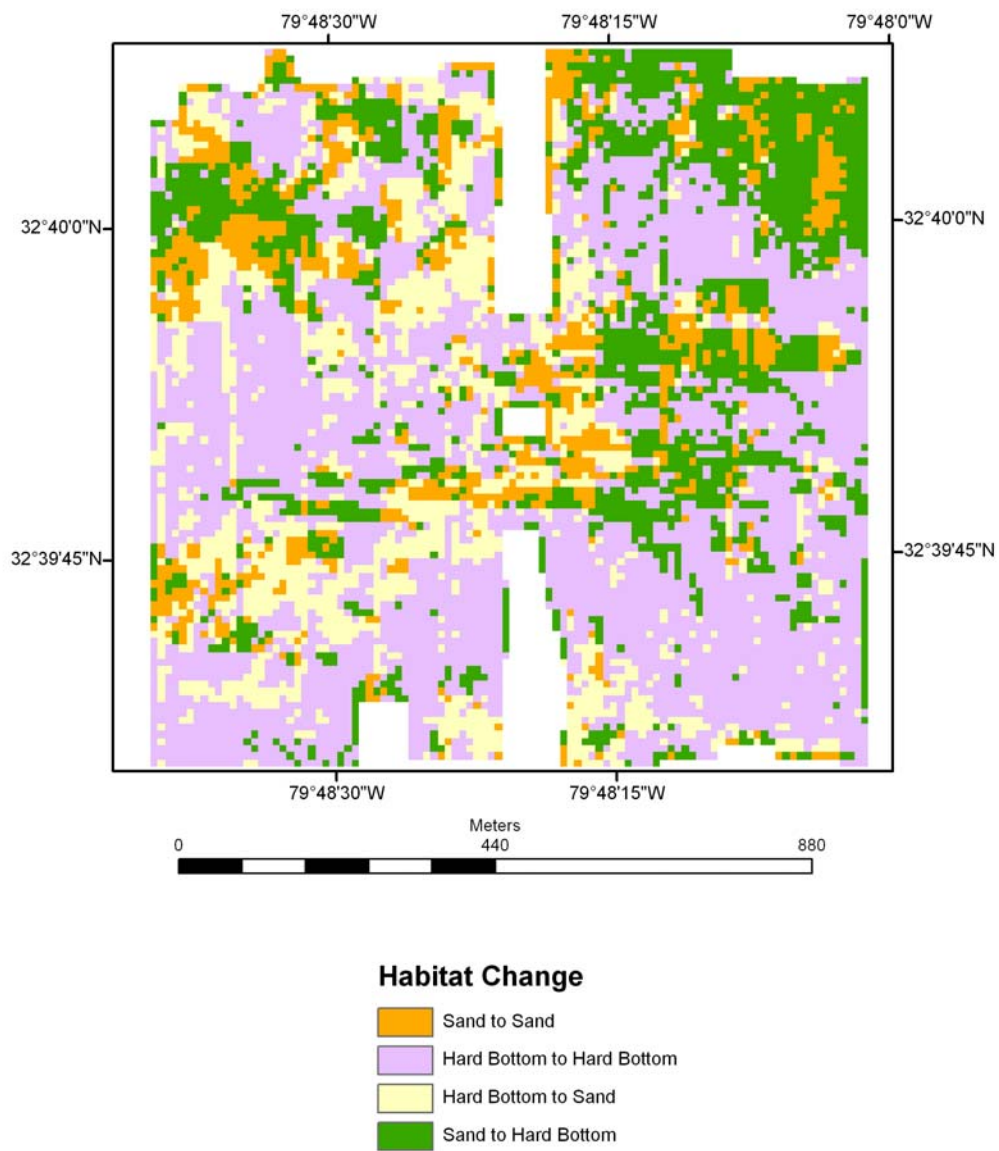 79°48'30"W 79°48'15"W 79°48'0"W
32°40'0"N 32°40'0"N
32°39'45"N 32°39'45"N
79°48'30"W 79°48'15"W
Meters
0 440 880
Habitat Change
Sand to Sand
Hard Bottom to Hard Bottom
Hard Bottom to Sand
Sand to Hard Bottom